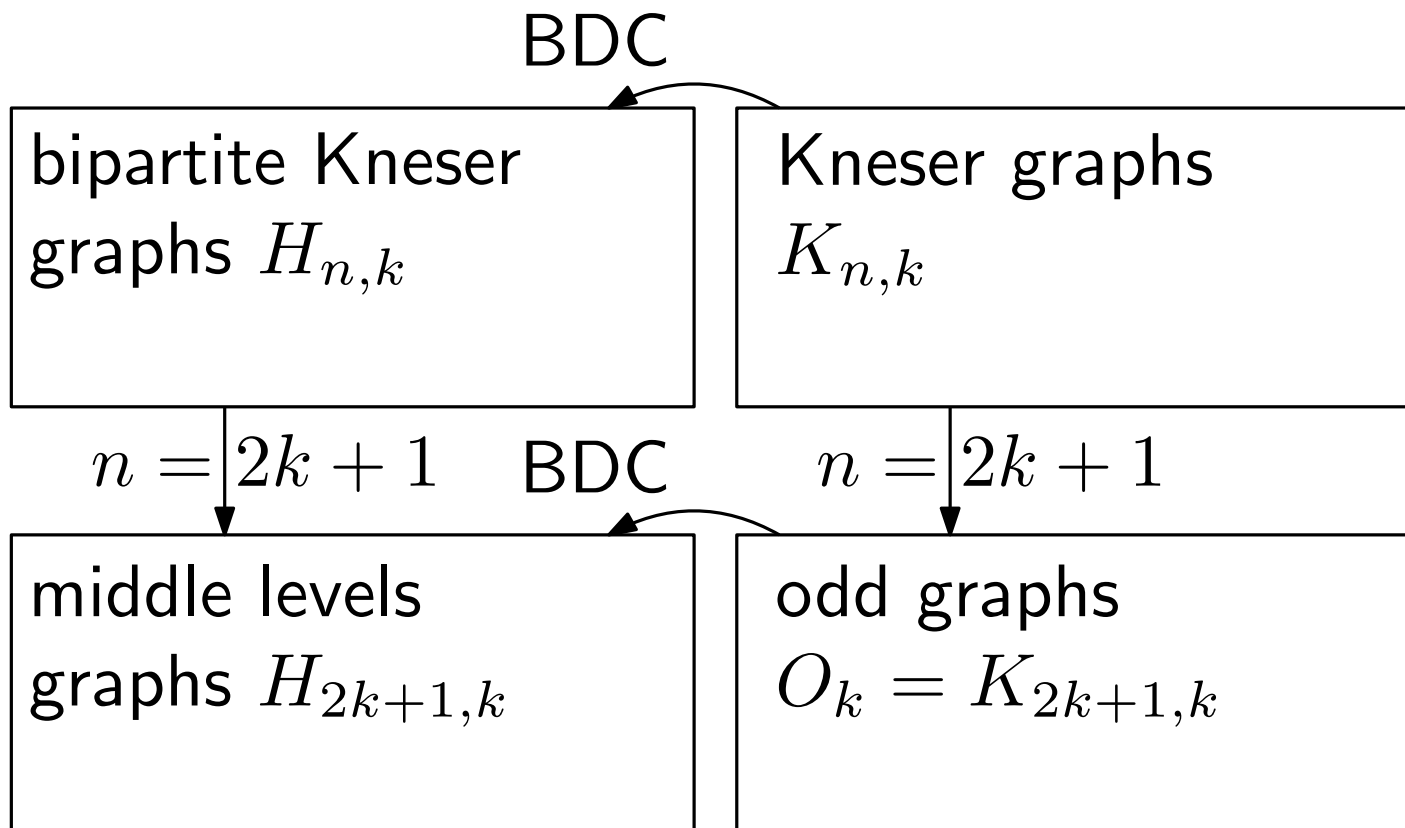 BDC
bipartite Kneser
graphs $H_{n,k}$
Kneser graphs
$K_{n,k}$
$n = 2k + 1$
BDC
$n = 2k + 1$
middle levels
graphs $H_{2k+1,k}$
odd graphs
$O_k = K_{2k+1,k}$